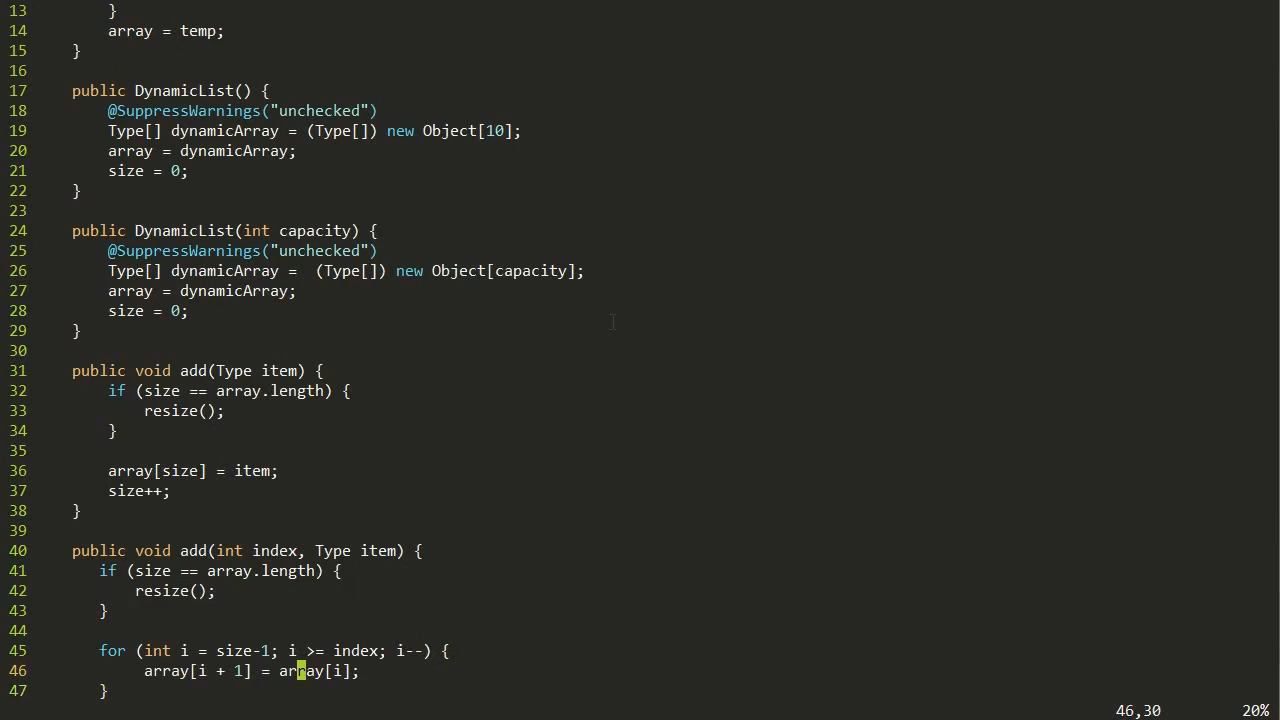 13         }
14         array = temp;
15     }
16
17     public DynamicList() {
18         @SuppressWarnings("unchecked")
19         Type[] dynamicArray = (Type[]) new Object[10];
20         array = dynamicArray;
21         size = 0;
22     }
23
24     public DynamicList(int capacity) {
25         @SuppressWarnings("unchecked")
26         Type[] dynamicArray =  (Type[]) new Object[capacity];
27         array = dynamicArray;
28         size = 0;
29     }
30
31     public void add(Type item) {
32         if (size == array.length) {
33             resize();
34         }
35
36         array[size] = item;
37         size++;
38     }
39
40     public void add(int index, Type item) {
41        if (size == array.length) {
42            resize();
43        }
44
45        for (int i = size-1; i >= index; i--) {
46             array[i + 1] = array[i];
47        }
46,30 20%